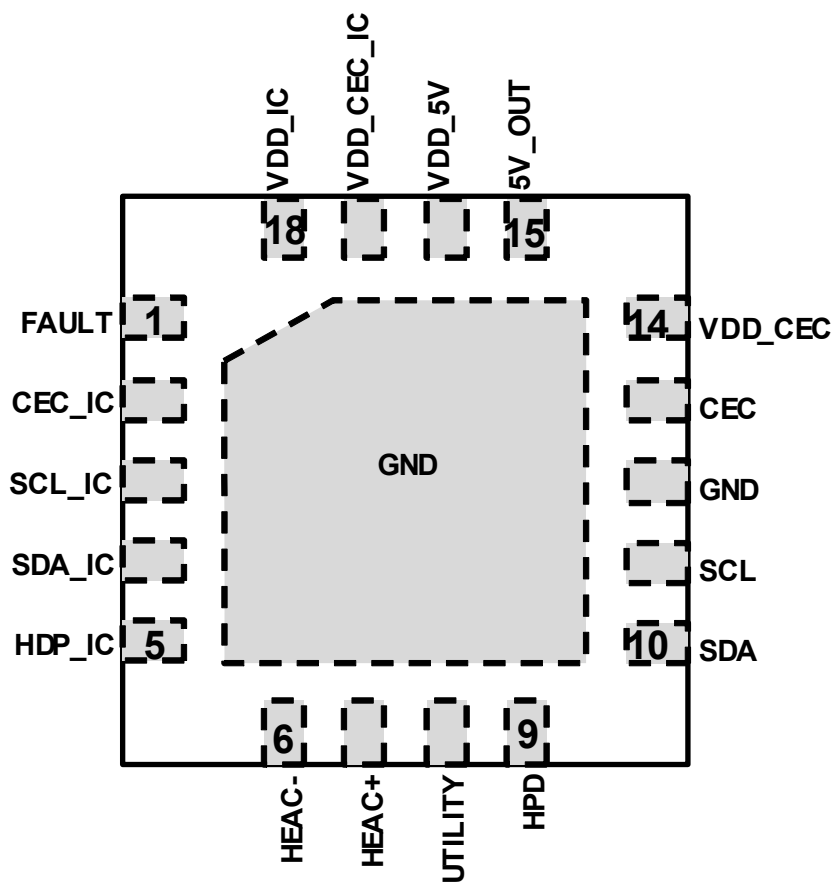 VDD_IC
VDD_CEC_IC
VDD_5V
5V_OUT
18
15
FAULT
1
14
VDD_CEC
CEC_IC
CEC
SCL_IC
GND
GND
SDA_IC
SCL
HDP_IC
5
10
SDA
6
9
HEAC-
HEAC+
UTILITY
HPD